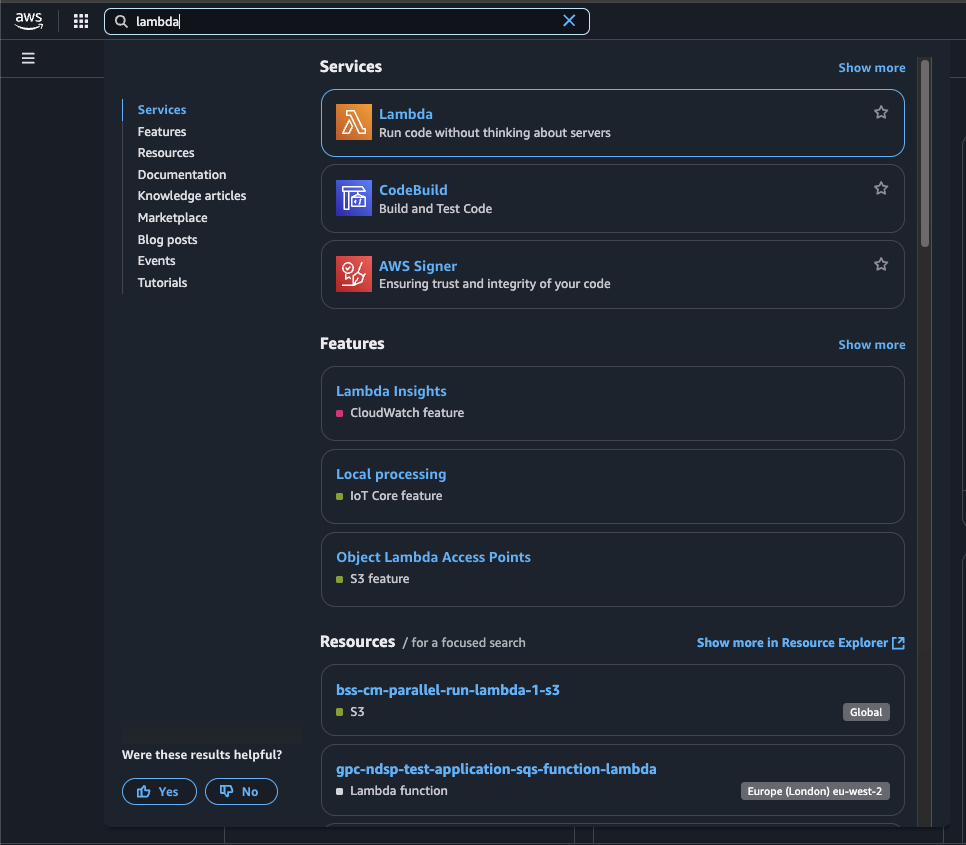 aws
lambda
Services
Features
Resources
Documentation
Knowledge articles
Marketplace
Blog posts
Events
Tutorials
Services
Show more
Lambda
Run code without thinking about servers
CodeBuild
Build and Test Code
AWS Signer
Ensuring trust and integrity of your code
Features
Show more
Lambda Insights
CloudWatch feature
Local processing
IoT Core feature
Object Lambda Access Points
S3 feature
Resources / for a focused search
Show more in Resource Explorer
bss-cm-parallel-run-lambda-1-s3
S3
Global
gpc-ndsp-test-application-sqs-function-lambda
Lambda function
Europe (London) eu-west-2
Were these results helpful?
Yes
No